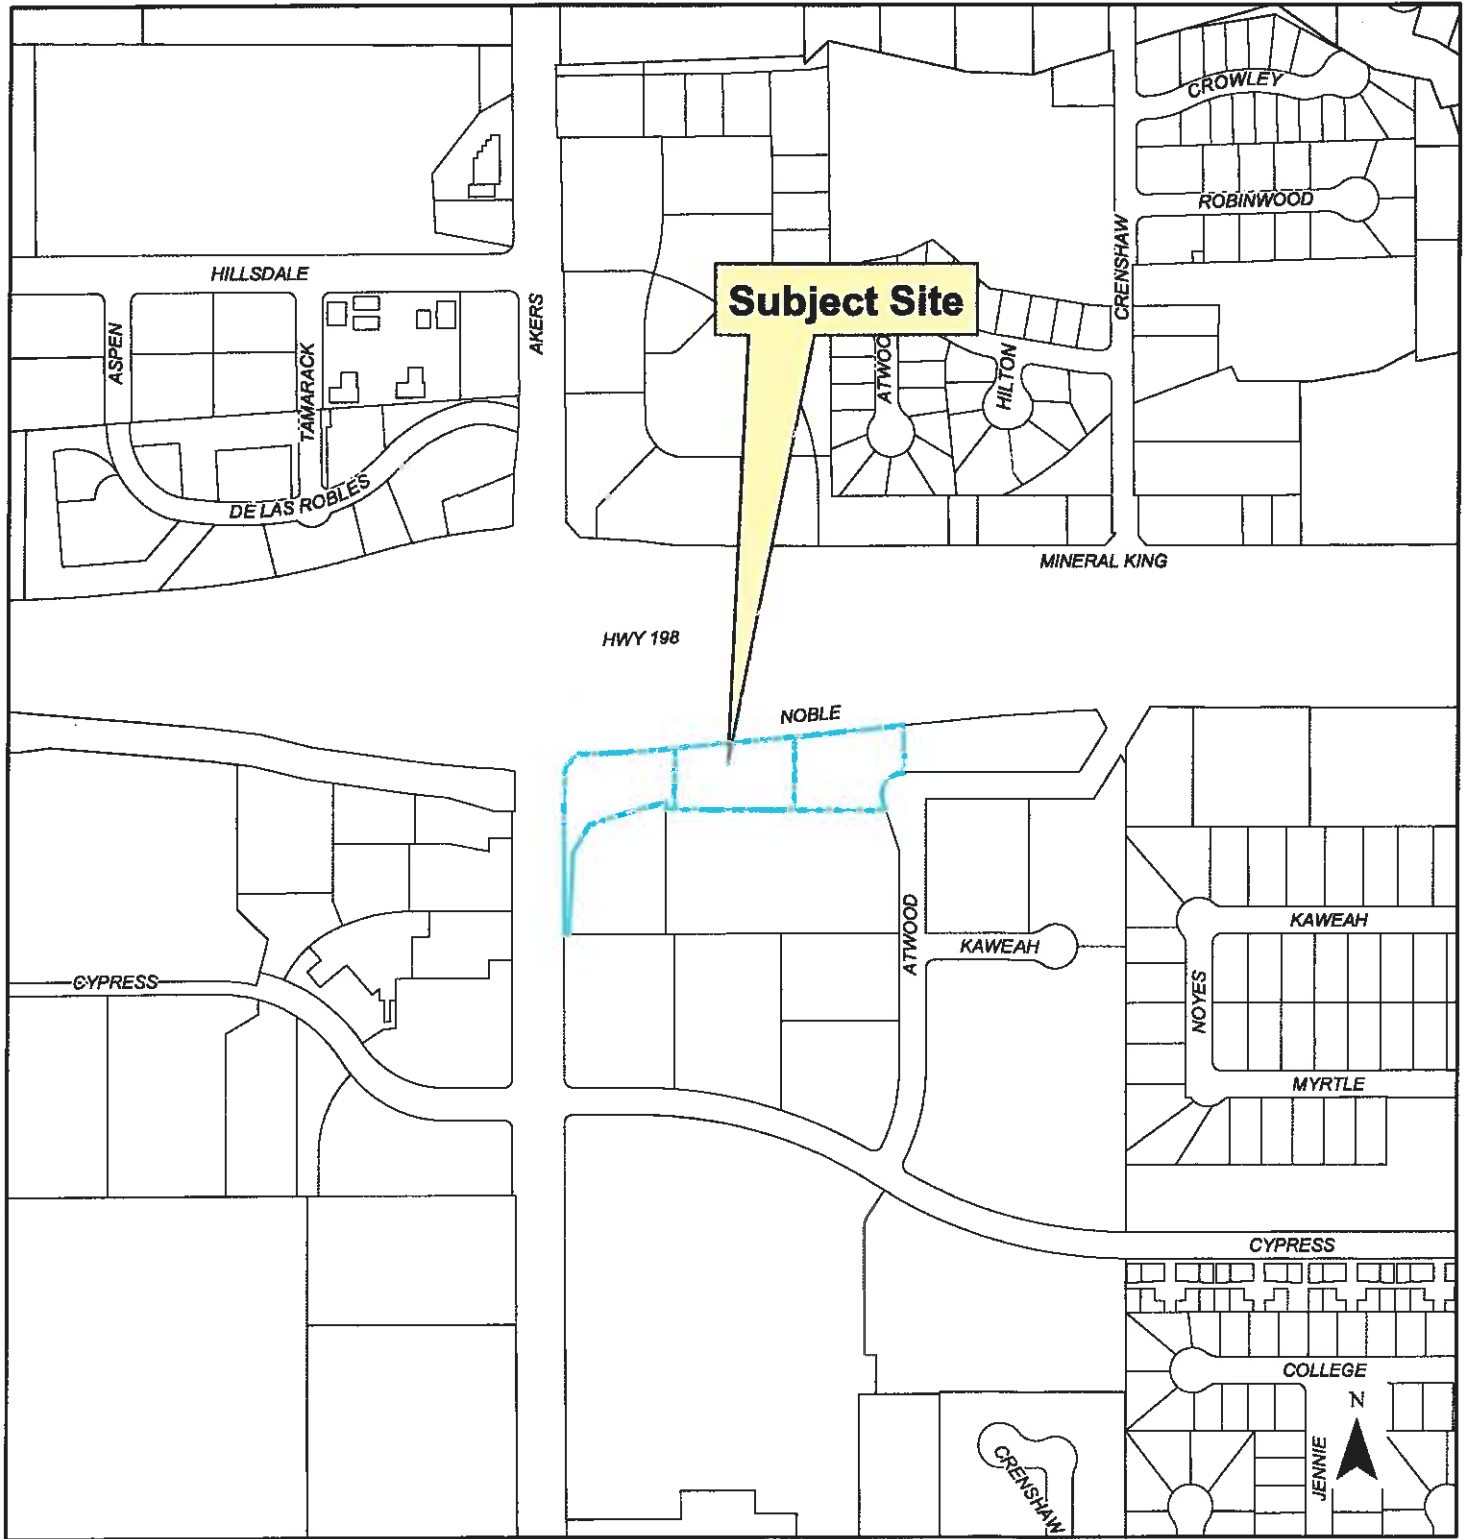 CROWLEY
ROBINWOOD
CRENSHAW
HILLSDALE
Subject Site
AKERS
ASPEN
TAMARACK
ATWOO
HILTON
DE LAS ROBLES
MINERAL KING
HWY 198
NOBLE
ATWOOD
KAWEAH
KAWEAH
CYPRESS
NOYES
MYRTLE
CYPRESS
COLLEGE
N
JENNIE
CRENSHAW